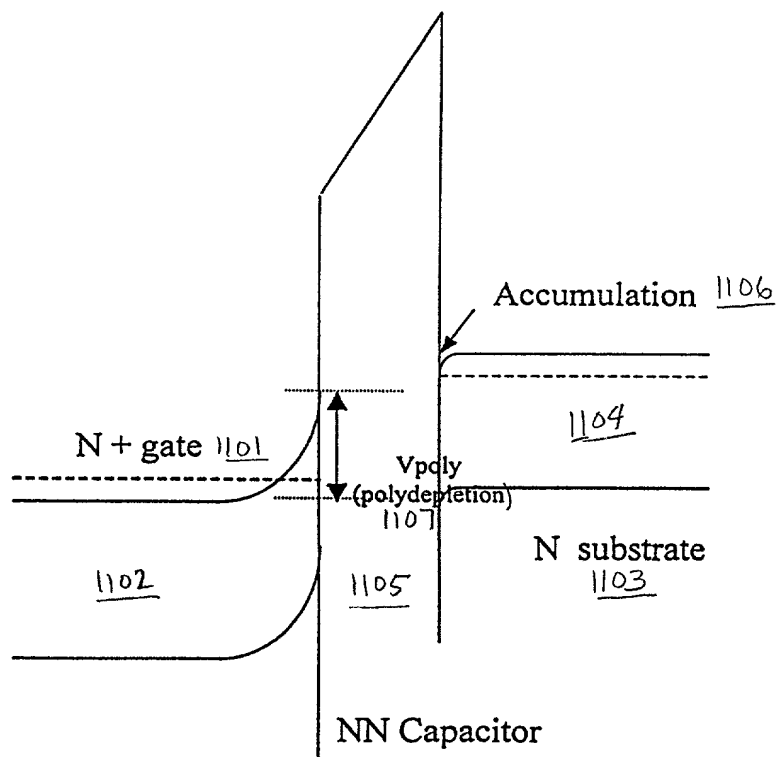 Accumulation 1106
1104
N + gate 1101
Vpoly
(polydepletion)
1107
N substrate
1103
1102
1105
NN Capacitor